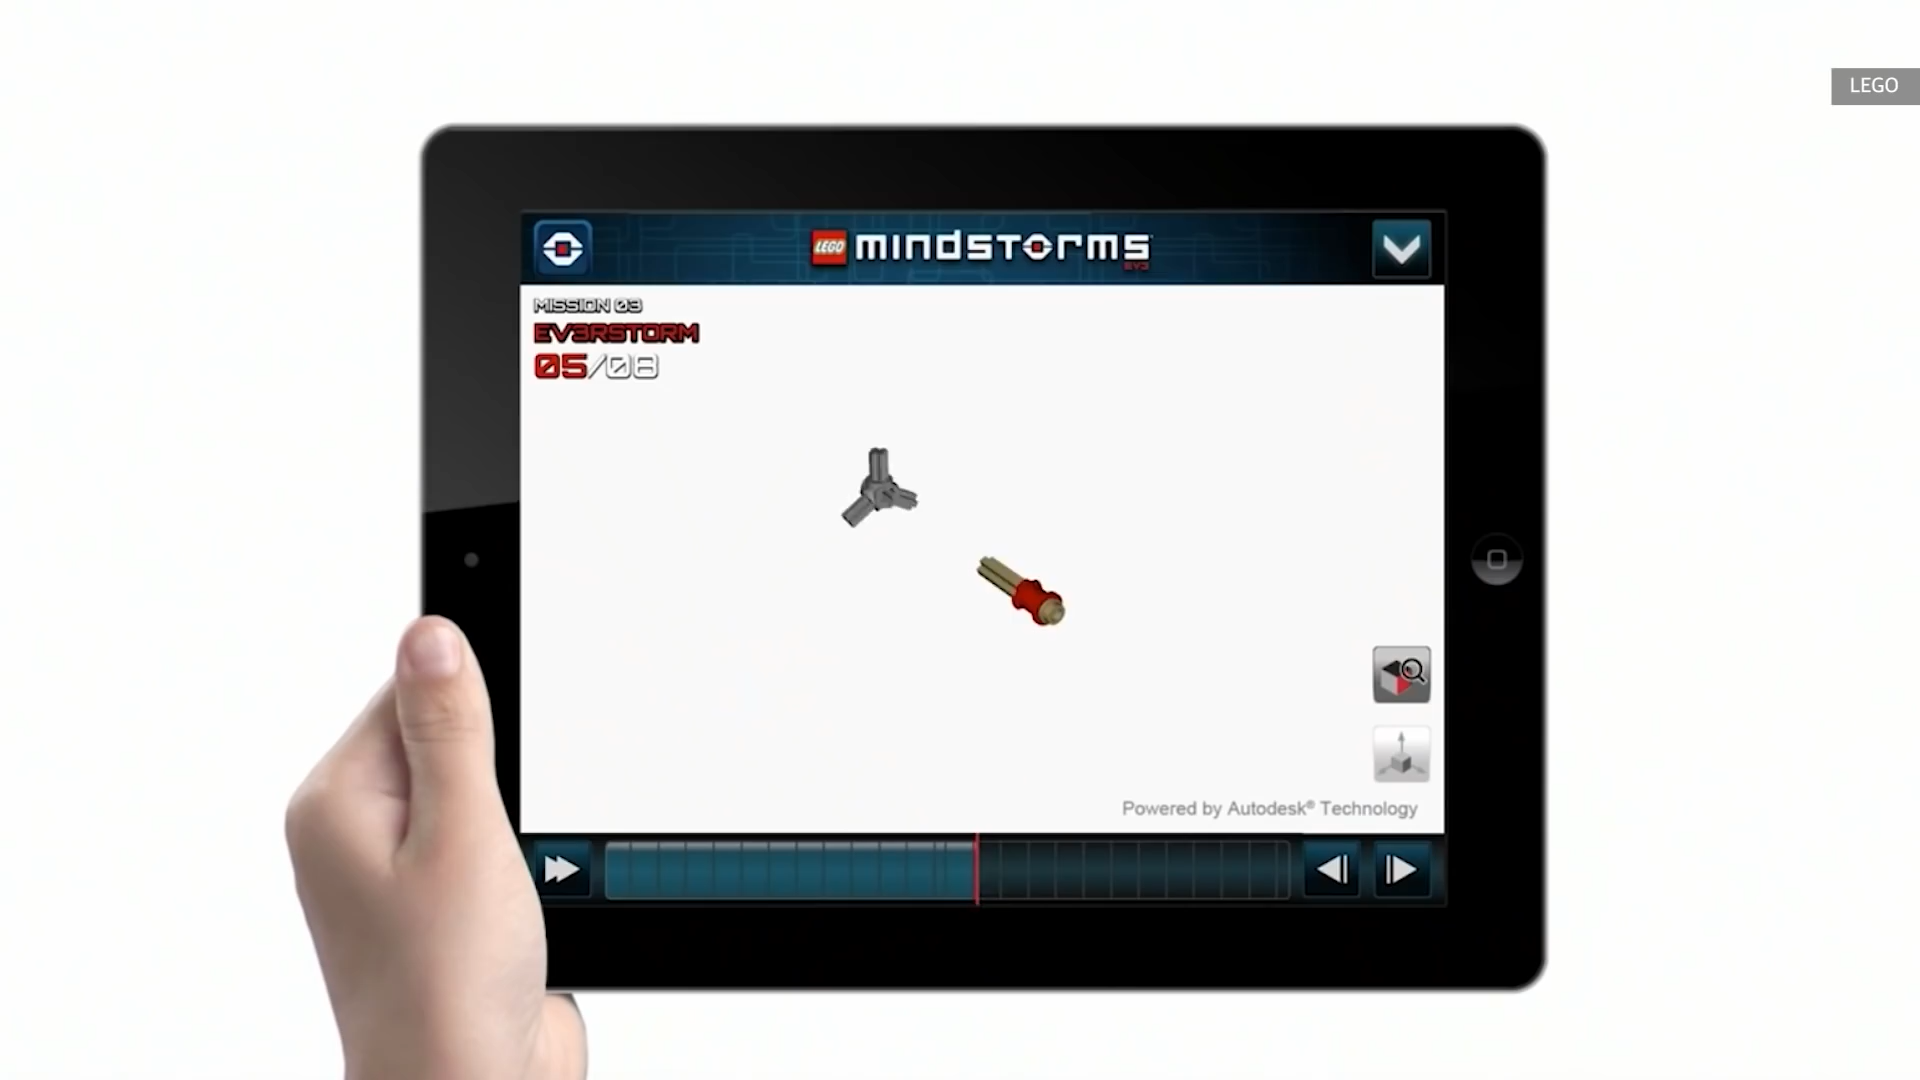 LEGO
LEGO mindstorms
EV3
MISSION 03
EV3RSTORM
05/08
Powered by Autodesk® Technology